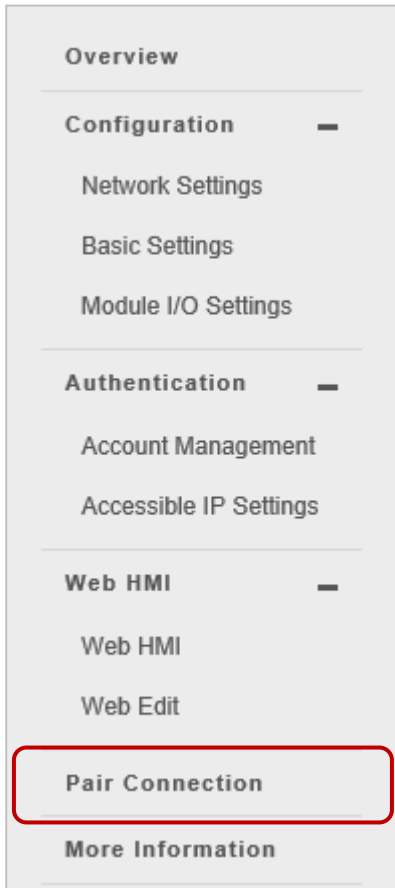 Overview
Configuration
Network Settings
Basic Settings
Module I/O Settings
Authentication
Account Management
Accessible IP Settings
Web HMI
Web HMI
Web Edit
Pair Connection
More Information